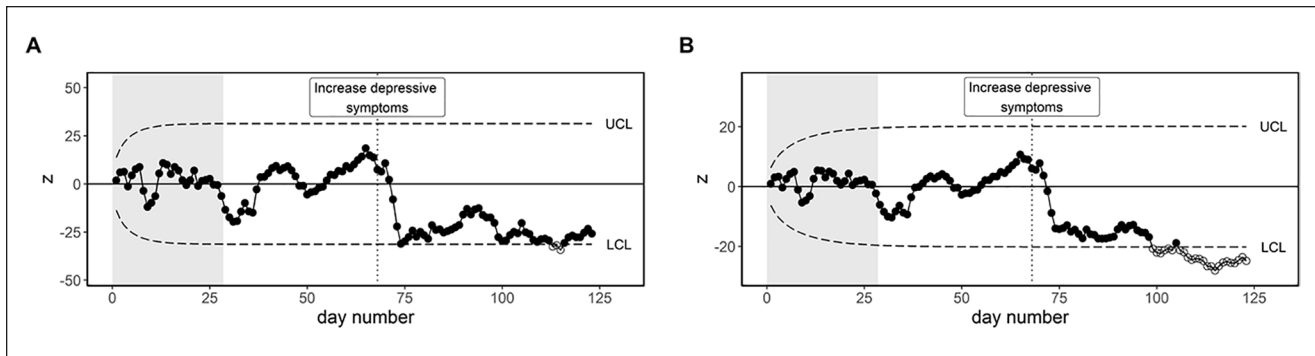 A
Increase depressive
symptoms
UCL
LCL
z
50
25
0
-25
-50
0
25
50
75
100
125
day number
B
Increase depressive
symptoms
UCL
LCL
z
20
0
-20
0
25
50
75
100
125
day number